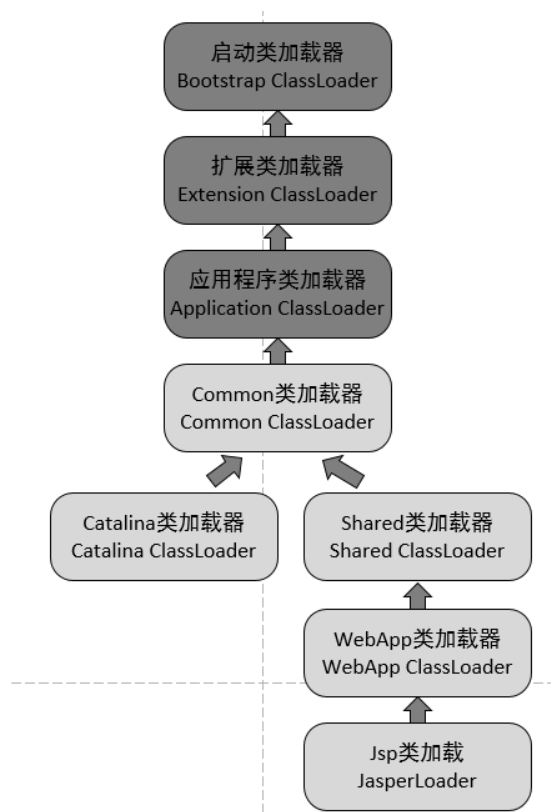 启动类加载器
Bootstrap ClassLoader
扩展类加载器
Extension ClassLoader
应用程序类加载器
Application ClassLoader
Common类加载器
Common ClassLoader
Catalina类加载器
Catalina ClassLoader
Shared类加载器
Shared ClassLoader
WebApp类加载器
WebApp ClassLoader
Jsp类加载
JasperLoader